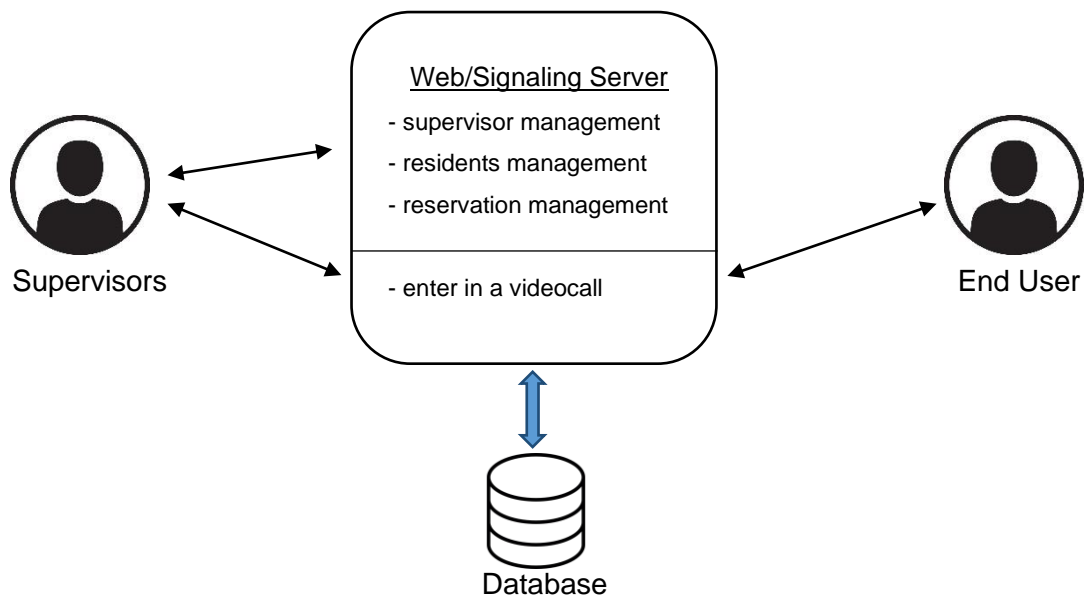 Web/Signaling Server
- supervisor management
- residents management
- reservation management
- enter in a videocall
Supervisors
End User
Database